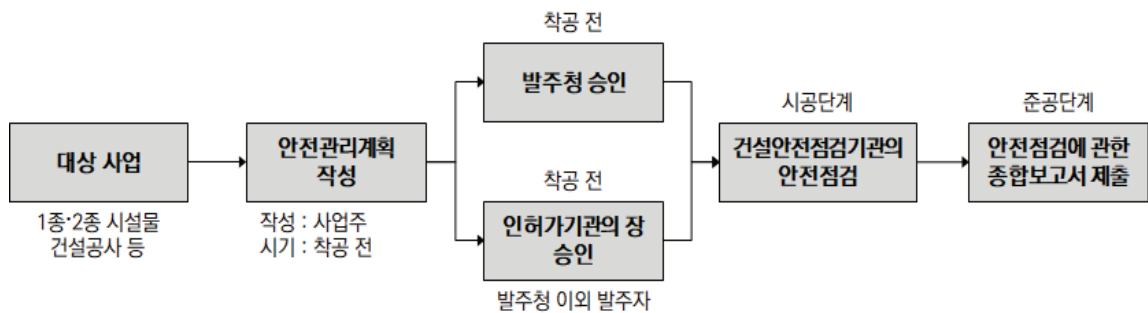 대상 사업
1종·2종 시설물
건설공사 등
안전관리계획
작성
작성 : 사업주
시기 : 착공 전
착공 전
발주청 승인
착공 전
인허가기관의 장
승인
발주청 이외 발주자
시공단계
건설안전점검기관의
안전점검
준공단계
안전점검에 관한
종합보고서 제출